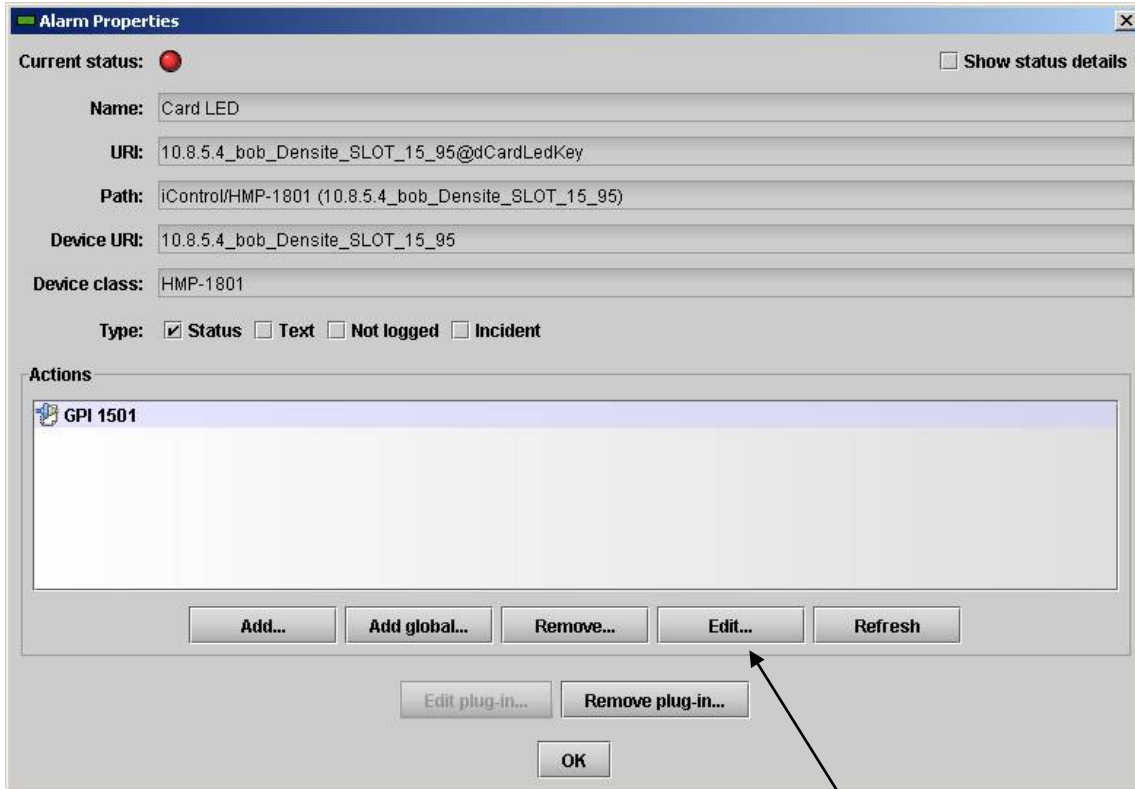 Alarm Properties
Current status: Show status details
Name: Card LED
URI: 10.8.5.4_bob_Densite_SLOT_15_95@dCardLedKey
Path: iControl/HMP-1801 (10.8.5.4_bob_Densite_SLOT_15_95)
Device URI: 10.8.5.4_bob_Densite_SLOT_15_95
Device class: HMP-1801
Type: Status Text Not logged Incident
Actions
GPI 1501
Add... Add global... Remove... Edit... Refresh
Edit plug-in... Remove plug-in...
OK